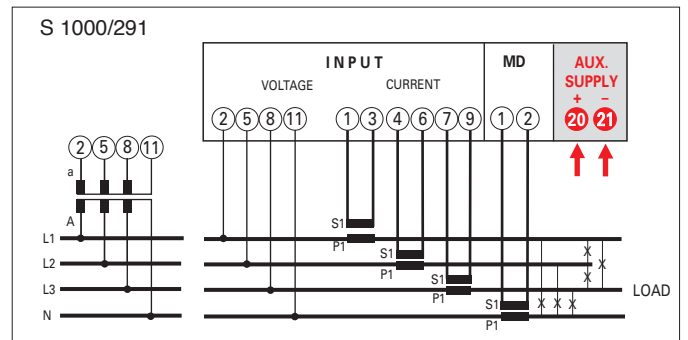 S 1000/291
INPUT
MD
AUX.
SUPPLY
VOLTAGE
CURRENT
+ −
2 5 8 11
1 3 4 6 7 9
1 2
20 21
2 5 8 11
a
A
S1
L1
P1
S1
L2
P1
S1
L3
P1
LOAD
S1
N
P1
X
X
X
X X X